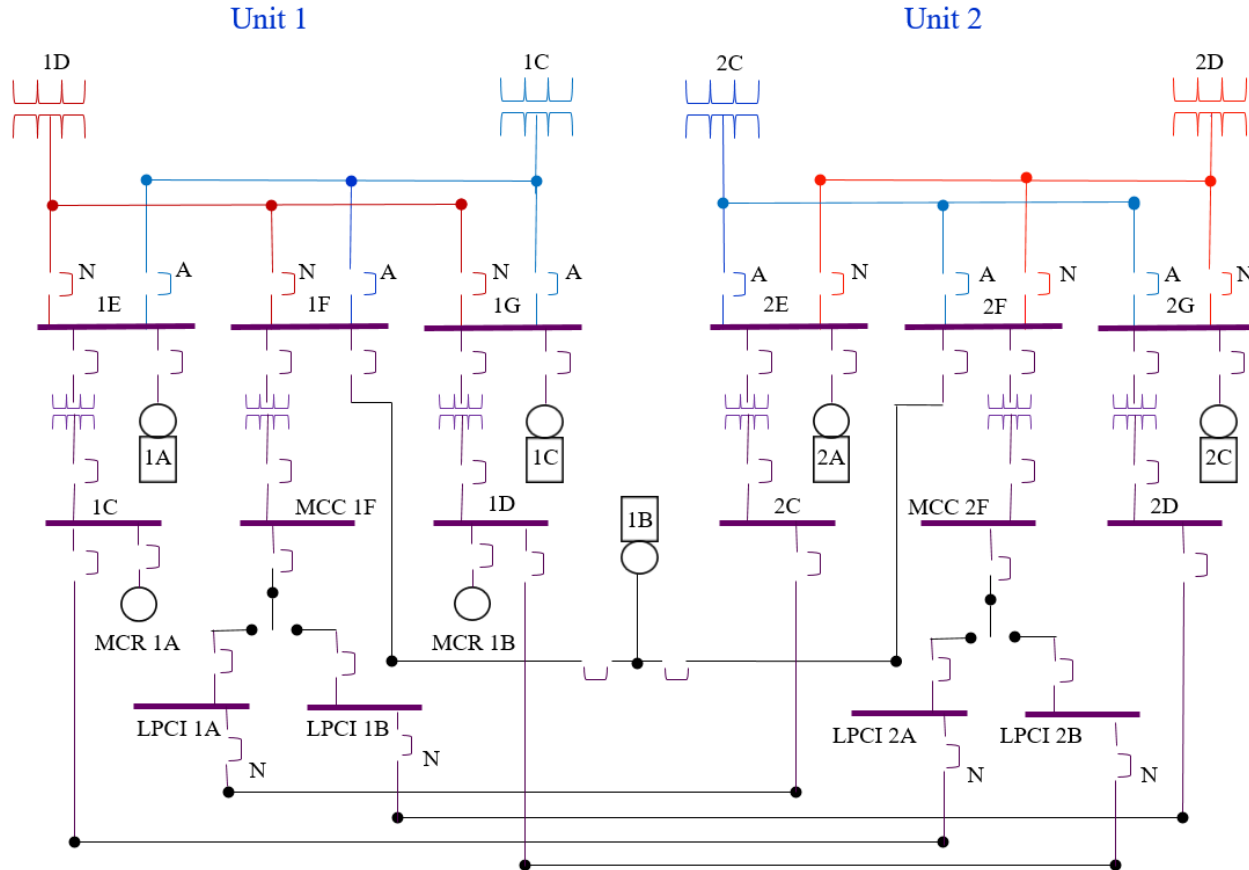 Unit 1 Unit 2
1D 1C 2C 2D
N A N A N A A N A N A N
1E 1F 1G 2E 2F 2G
1A 1C 2A 2C
1C MCC 1F 1D 1B 2C MCC 2F 2D
MCR 1A MCR 1B
LPCI 1A LPCI 1B LPCI 2A LPCI 2B
N N N N